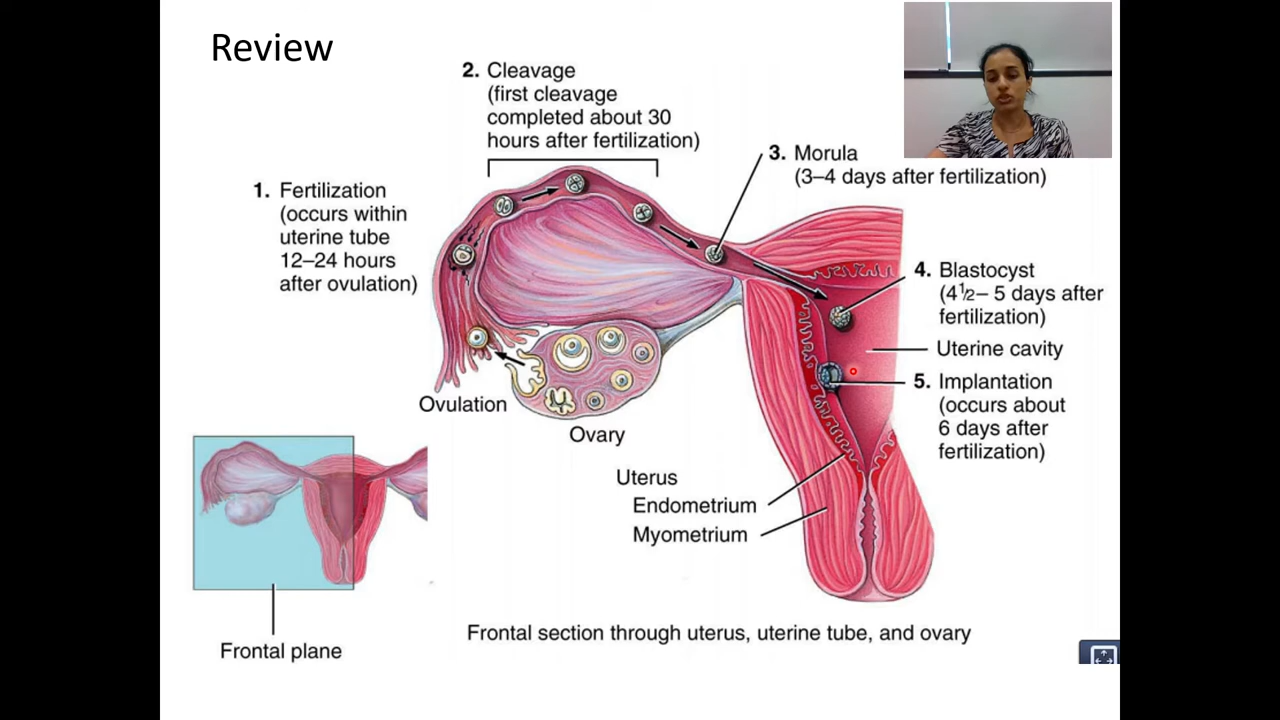 Review
2. Cleavage
(first cleavage
completed about 30
hours after fertilization)
3. Morula
(3–4 days after fertilization)
1. Fertilization
(occurs within
uterine tube
12–24 hours
after ovulation)
4. Blastocyst
(4½– 5 days after
fertilization)
Uterine cavity
5. Implantation
(occurs about
6 days after
fertilization)
Ovulation
Ovary
Uterus
Endometrium
Myometrium
Frontal section through uterus, uterine tube, and ovary
Frontal plane